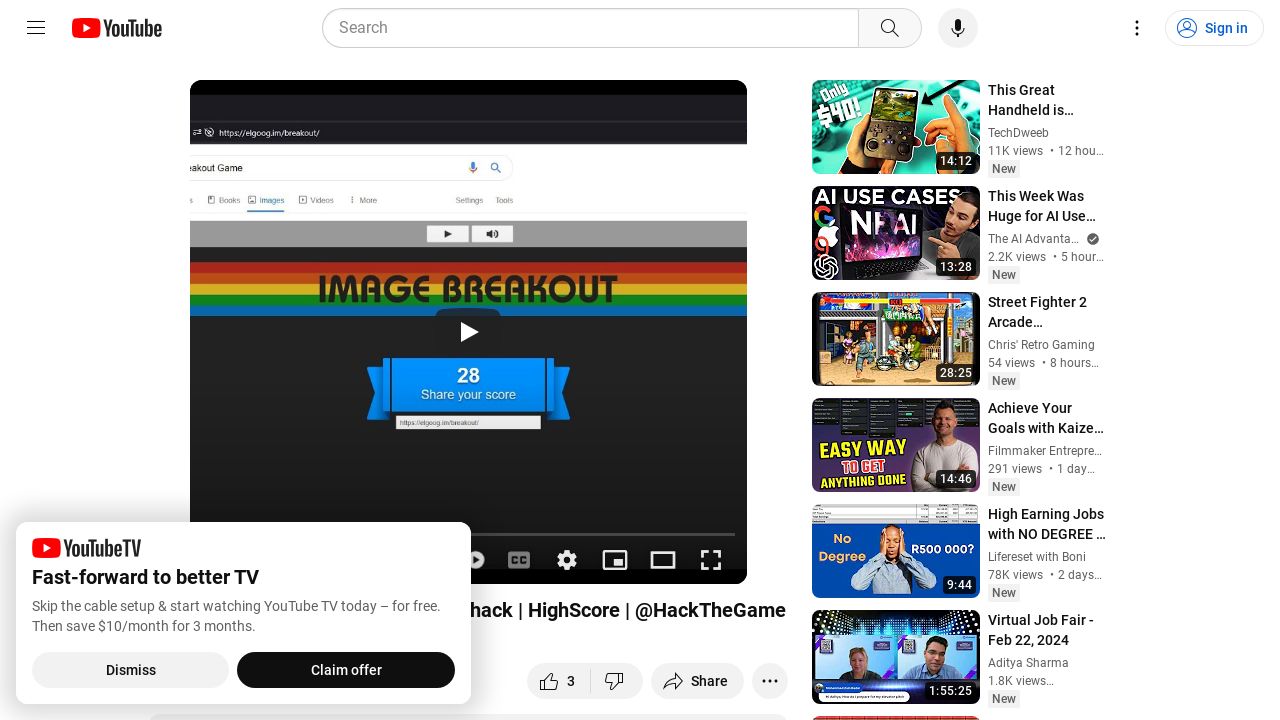 YouTube
Search
Sign in
https://elgoog.im/breakout/
eakout Game
Books
Images
Videos
More
Settings
Tools
IMAGE BREAKOUT
28
Share your score
https://elgoog.im/breakout/
CC
hack | HighScore | @HackTheGame
3
Share
YouTubeTV
Fast-forward to better TV
Skip the cable setup & start watching YouTube TV today – for free.
Then save $10/month for 3 months.
Dismiss
Claim offer
Only
$40!
14:12
This Great
Handheld is…
TechDweeb
11K views • 12 hou…
New
AI USE CASES
NFAI
13:28
This Week Was
Huge for AI Use…
The AI Advanta…
2.2K views • 5 hour…
New
28:25
Street Fighter 2
Arcade…
Chris' Retro Gaming
54 views • 8 hours…
New
EASY WAY
TO GET
ANYTHING DONE
14:46
Achieve Your
Goals with Kaize…
Filmmaker Entrepre…
291 views • 1 day…
New
No
Degree
R500 000?
9:44
High Earning Jobs
with NO DEGREE …
Lifereset with Boni
78K views • 2 days…
New
1:55:25
Virtual Job Fair -
Feb 22, 2024
Aditya Sharma
1.8K views…
New